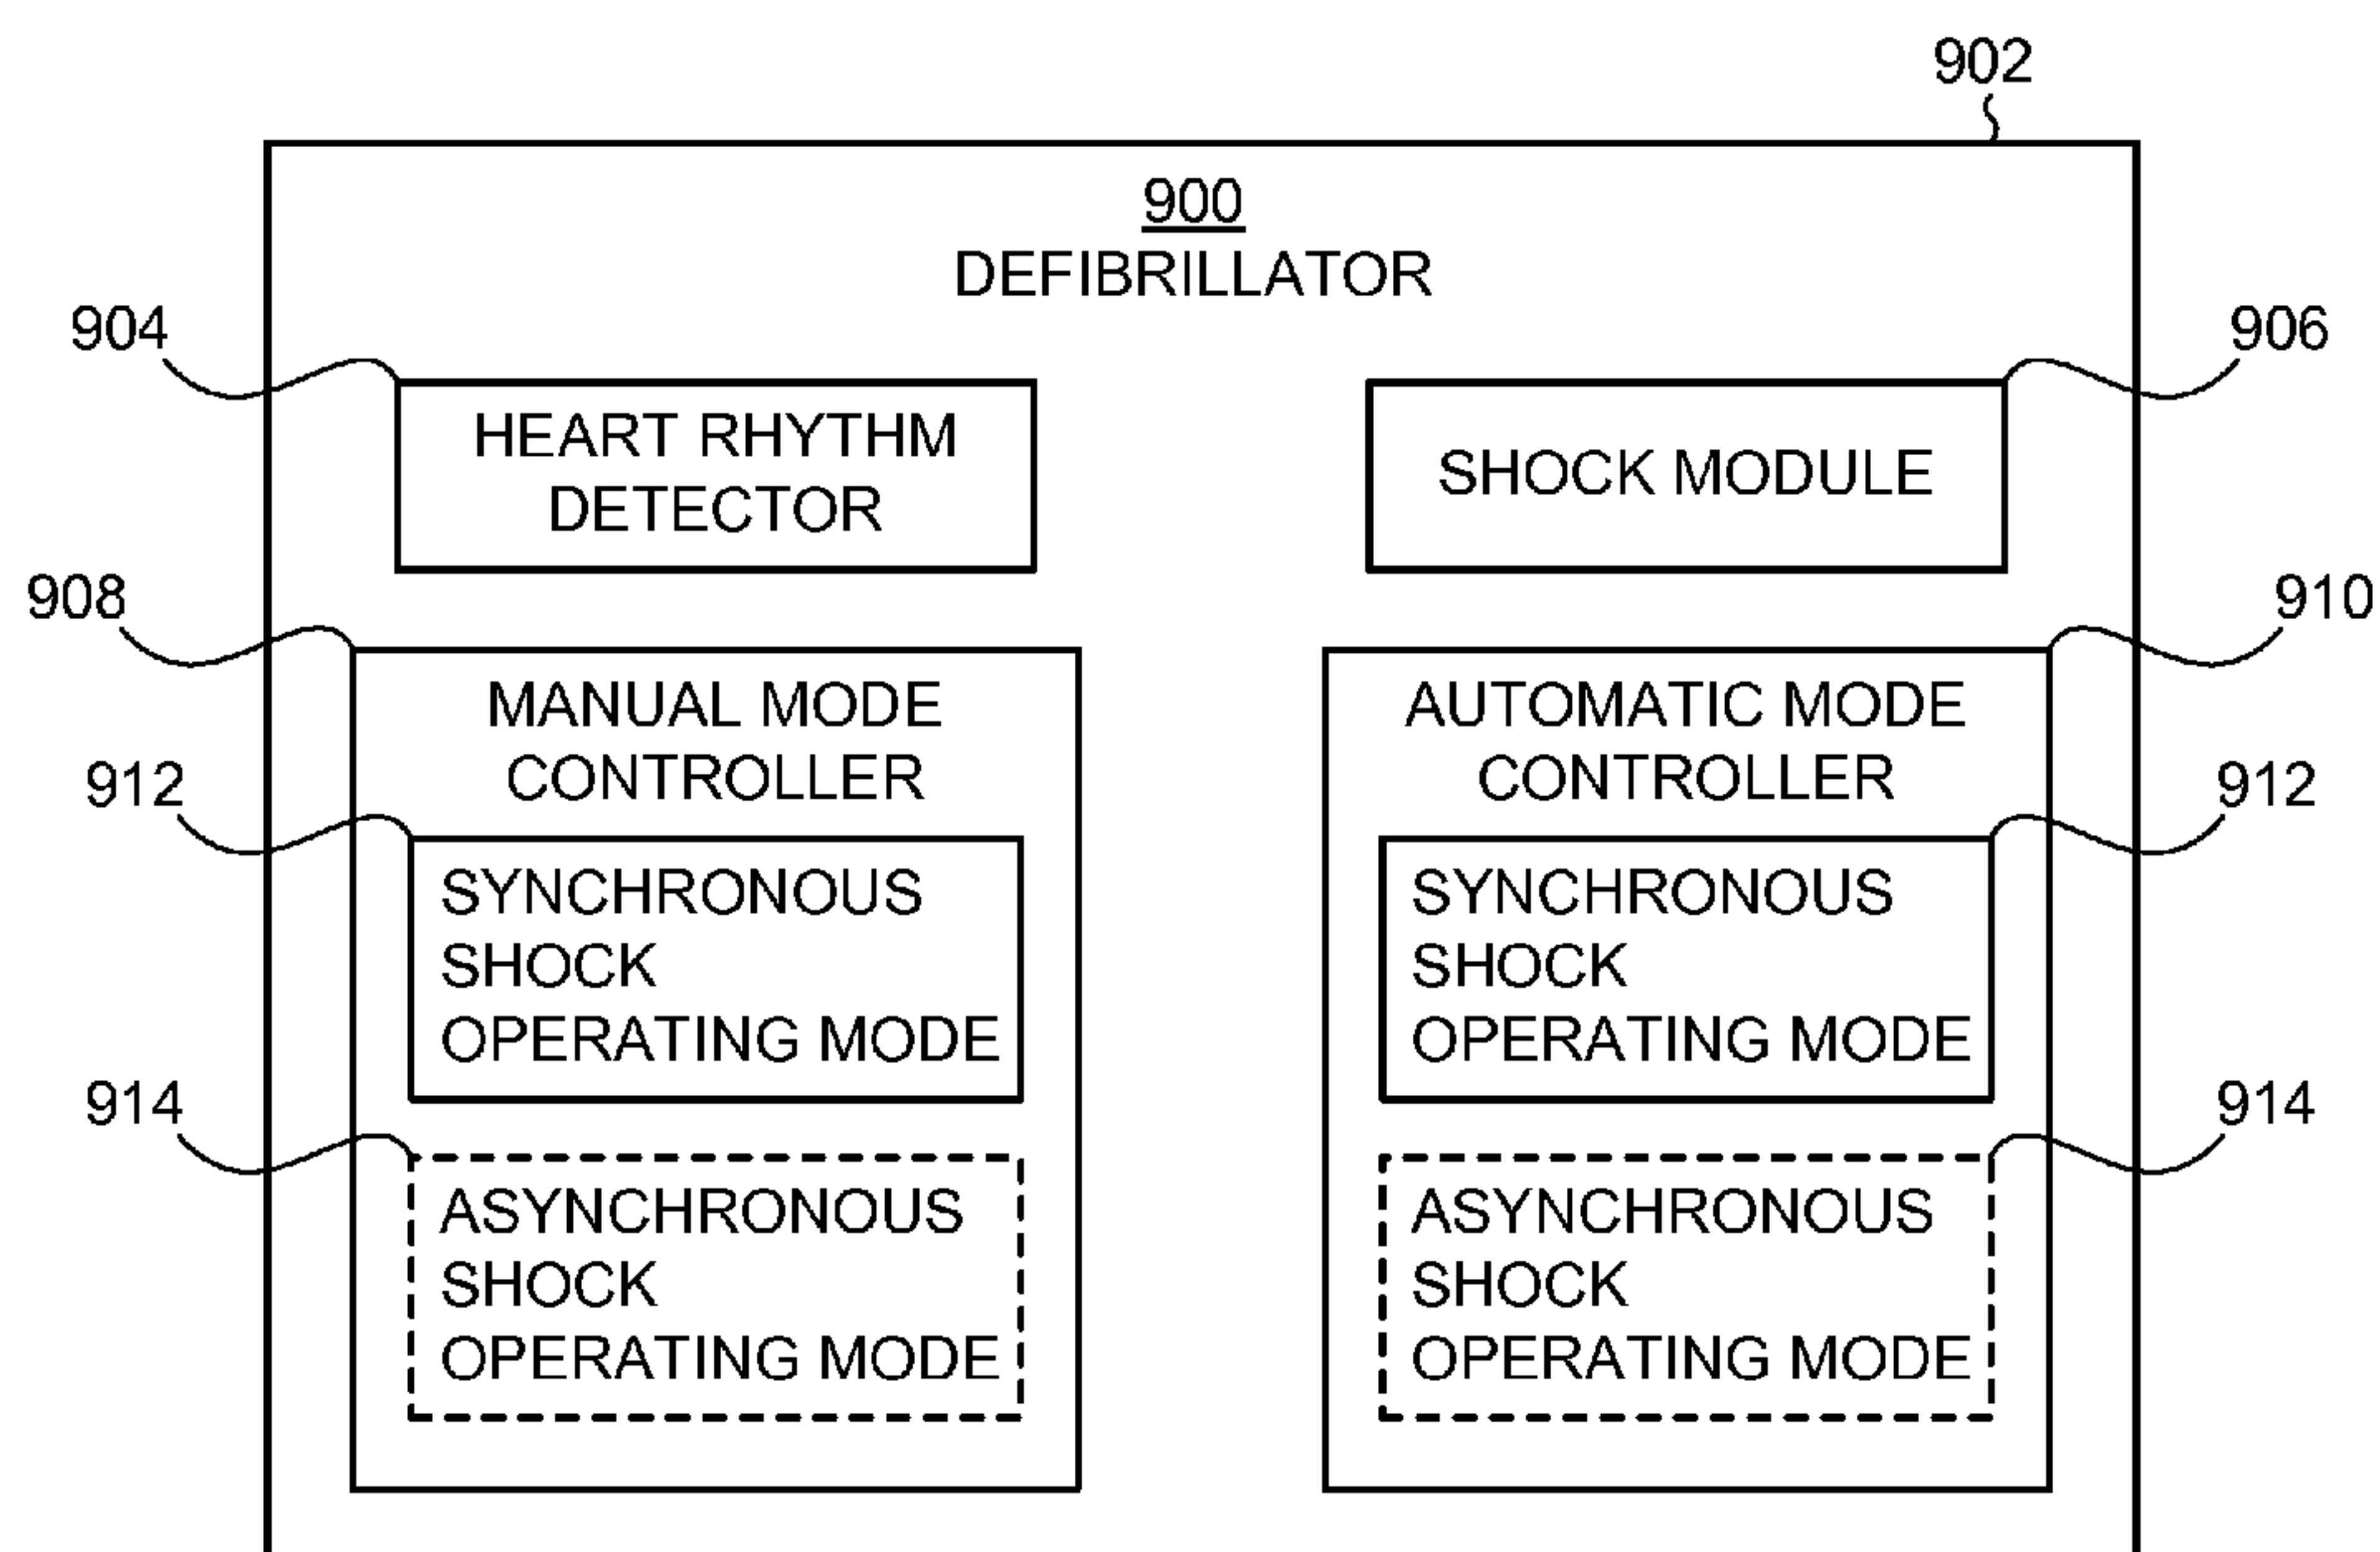 902
900
DEFIBRILLATOR
904
906
HEART RHYTHM
DETECTOR
SHOCK MODULE
908
910
MANUAL MODE
CONTROLLER
AUTOMATIC MODE
CONTROLLER
912
912
SYNCHRONOUS
SHOCK
OPERATING MODE
SYNCHRONOUS
SHOCK
OPERATING MODE
914
914
ASYNCHRONOUS
SHOCK
OPERATING MODE
ASYNCHRONOUS
SHOCK
OPERATING MODE